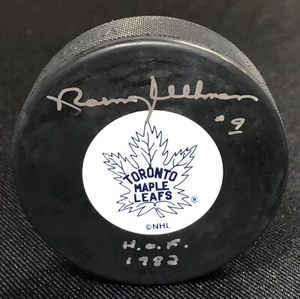 Norm Ullman
#9
TORONTO
MAPLE
LEAFS
®
©NHL
H.O.F.
1982